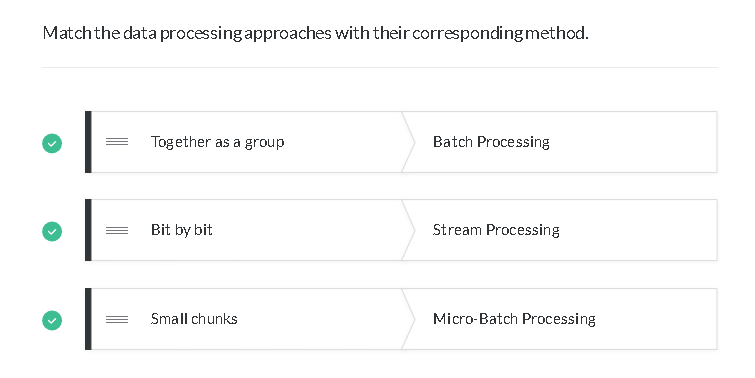 Match the data processing approaches with their corresponding method.
Together as a group
Batch Processing
Bit by bit
Stream Processing
Small chunks
Micro-Batch Processing